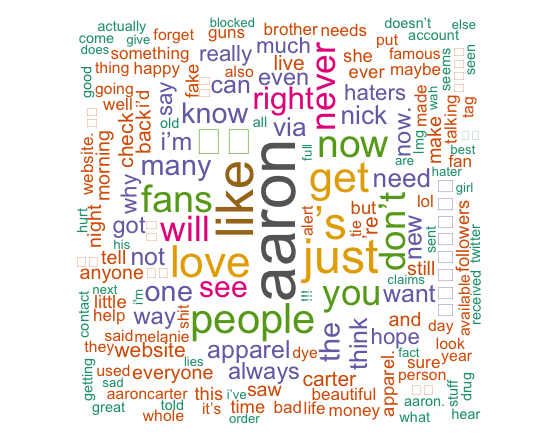 actually blocked doesn't else
come give brother needs put account
does forget guns
something really much she famous seems seen
thing happy live ever maybe
good going fake also can even haters made wah tag
well say right never nick make talking
back i'd know via now. lmg best
check old i'm all now are fan
website. morning many full get need hater
why fans like aaron 's don't lol girl
hurt night got will alert but 're new sent twitter
his not love just tie still followers
tell see !!! you want claims available received
anyone next i'm one
contact little way shit people the think hope and day
help said melanie
they website lies apparel dye fact look
getting used everyone always carter sure year
sad aaroncarter this i've saw beautiful apparel. person stuff drug
great told it's time bad life money aaron.
whole order what hear